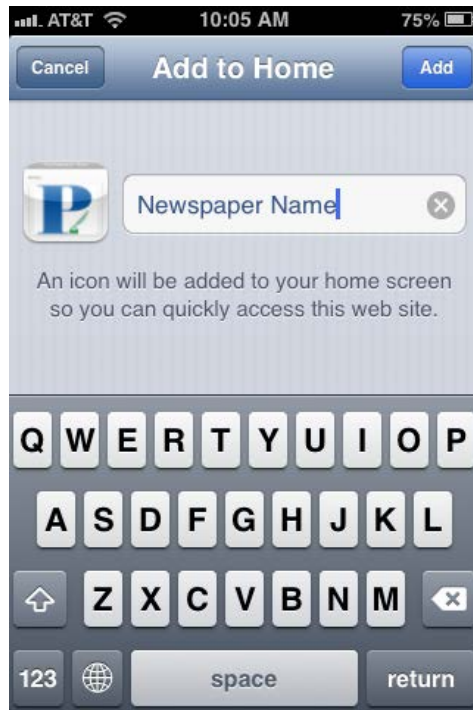 AT&T 10:05 AM 75%
Cancel Add to Home Add
P Newspaper Name
An icon will be added to your home screen
so you can quickly access this web site.
Q W E R T Y U I O P
A S D F G H J K L
Z X C V B N M
123 space return